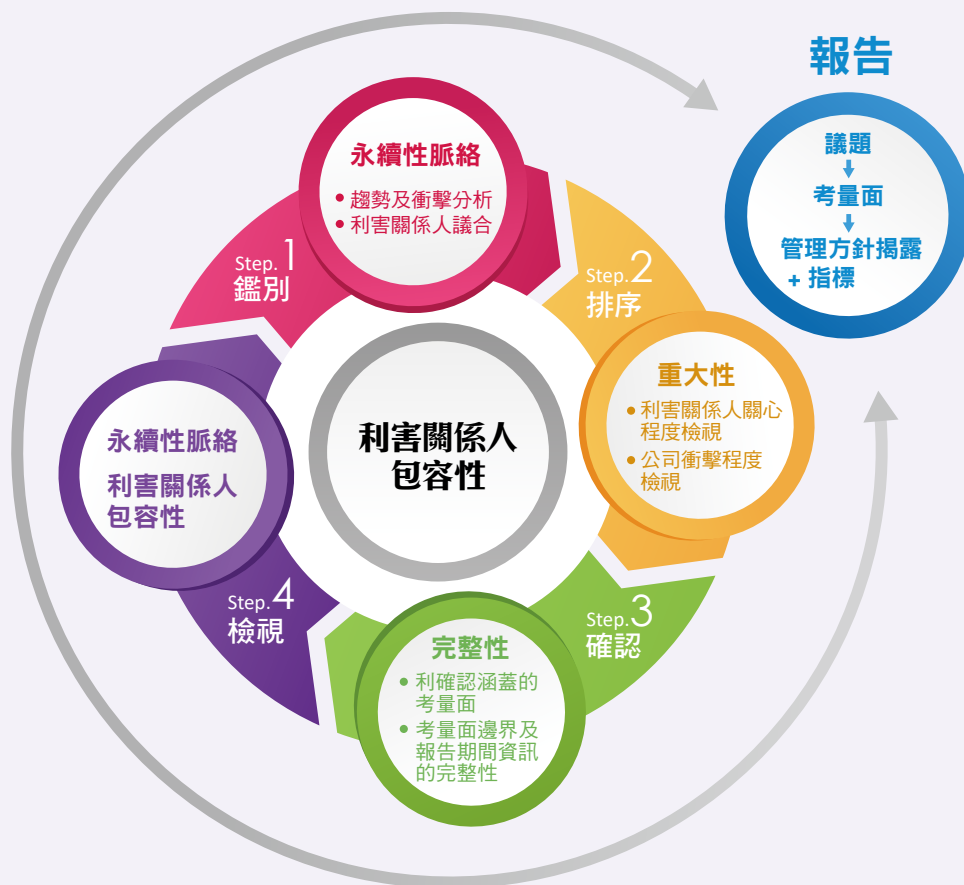 報告
議題
考量面
管理方針揭露
+ 指標
Step.1
鑑別
永續性脈絡
• 趨勢及衝擊分析
• 利害關係人議合
Step.2
排序
重大性
• 利害關係人關心
程度檢視
• 公司衝擊程度
檢視
Step.3
確認
完整性
• 利確認涵蓋的
考量面
• 考量面邊界及
報告期間資訊
的完整性
Step.4
檢視
永續性脈絡
利害關係人
包容性
利害關係人
包容性